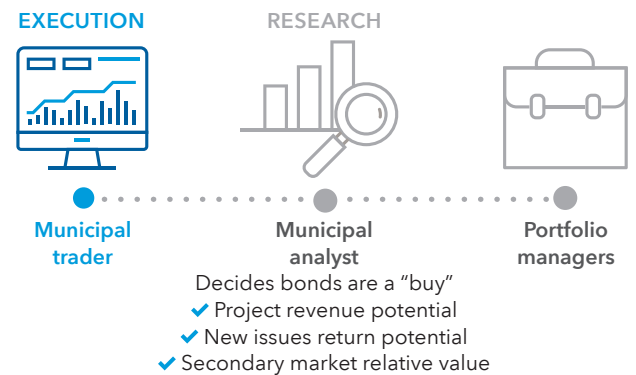 EXECUTION
RESEARCH
Municipal
trader
Municipal
analyst
Portfolio
managers
Decides bonds are a “buy”
Project revenue potential
New issues return potential
Secondary market relative value